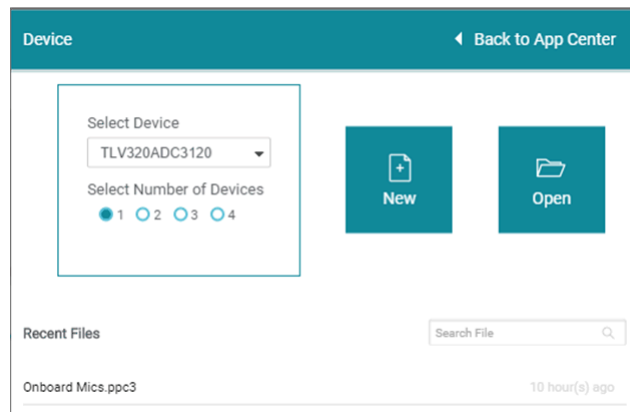 Device
Back to App Center
Select Device
TLV320ADC3120
Select Number of Devices
1 2 3 4
New
Open
Recent Files
Search File
Onboard Mics.ppc3
10 hour(s) ago